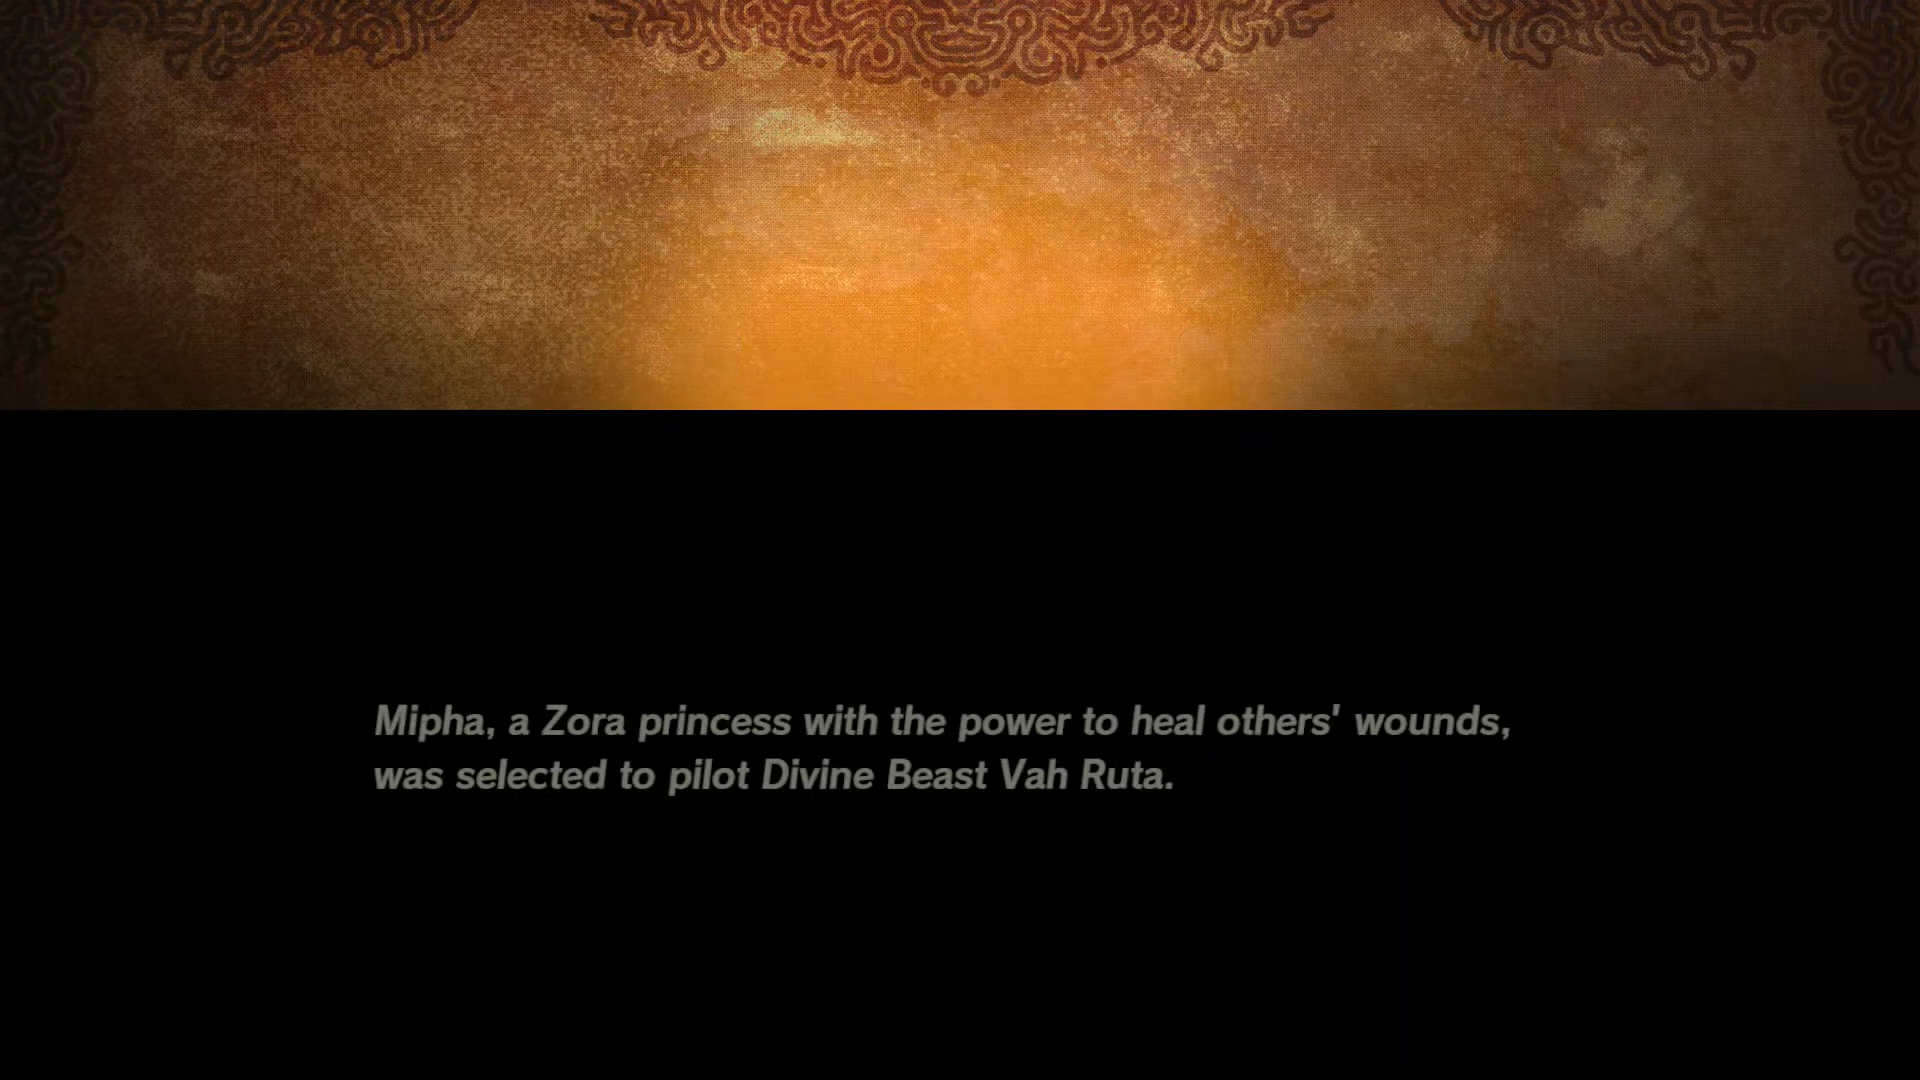 Mipha, a Zora princess with the power to heal others' wounds,
was selected to pilot Divine Beast Vah Ruta.